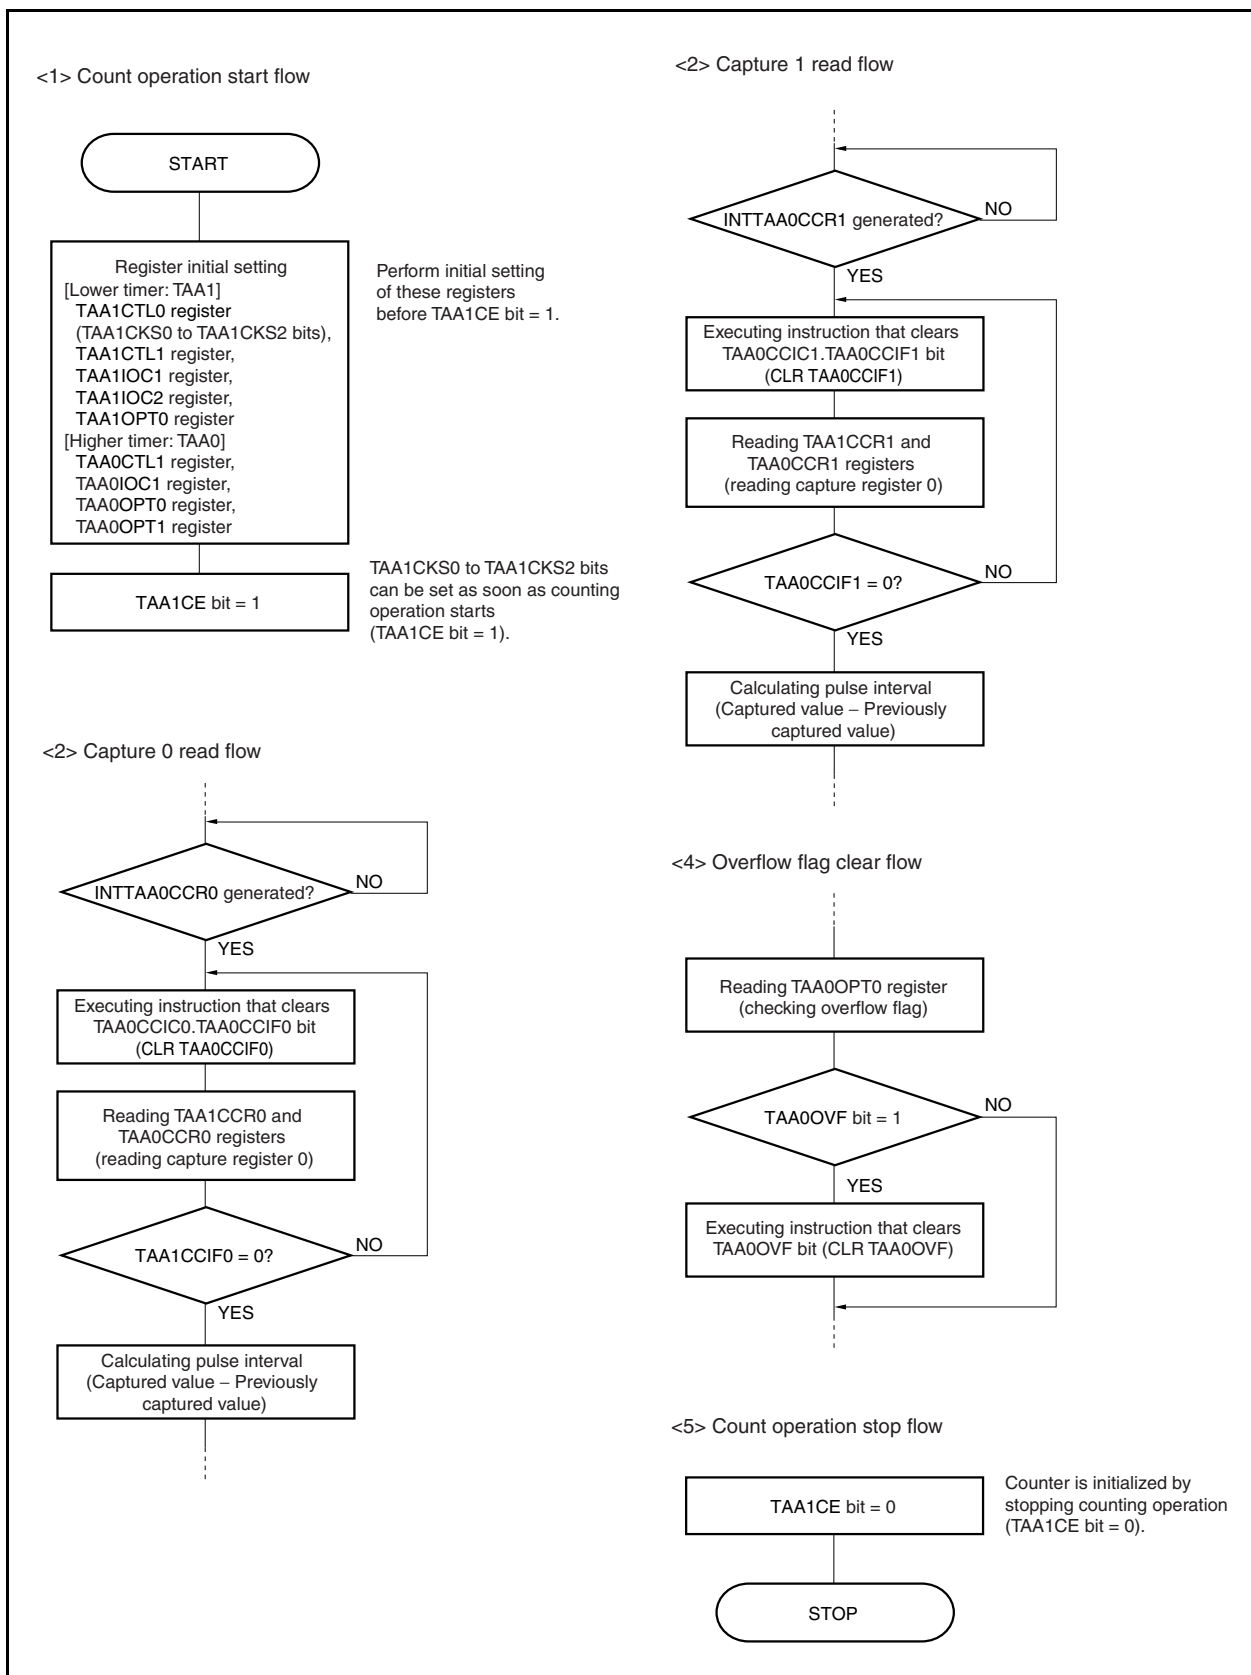 <1> Count operation start flow
START
Register initial setting
[Lower timer: TAA1]
TAA1CTL0 register
(TAA1CKS0 to TAA1CKS2 bits),
TAA1CTL1 register,
TAA1IOC1 register,
TAA1IOC2 register,
TAA1OPT0 register
[Higher timer: TAA0]
TAA0CTL1 register,
TAA0IOC1 register,
TAA0OPT0 register,
TAA0OPT1 register
Perform initial setting
of these registers
before TAA1CE bit = 1.
TAA1CE bit = 1
TAA1CKS0 to TAA1CKS2 bits
can be set as soon as counting
operation starts
(TAA1CE bit = 1).
<2> Capture 0 read flow
INTTAA0CCR0 generated?
NO
YES
Executing instruction that clears
TAA0CCIC0.TAA0CCIF0 bit
(CLR TAA0CCIF0)
Reading TAA1CCR0 and
TAA0CCR0 registers
(reading capture register 0)
TAA1CCIF0 = 0?
NO
YES
Calculating pulse interval
(Captured value – Previously
captured value)
<2> Capture 1 read flow
INTTAA0CCR1 generated?
NO
YES
Executing instruction that clears
TAA0CCIC1.TAA0CCIF1 bit
(CLR TAA0CCIF1)
Reading TAA1CCR1 and
TAA0CCR1 registers
(reading capture register 0)
TAA0CCIF1 = 0?
NO
YES
Calculating pulse interval
(Captured value – Previously
captured value)
<4> Overflow flag clear flow
Reading TAA0OPT0 register
(checking overflow flag)
TAA0OVF bit = 1
NO
YES
Executing instruction that clears
TAA0OVF bit (CLR TAA0OVF)
<5> Count operation stop flow
TAA1CE bit = 0
Counter is initialized by
stopping counting operation
(TAA1CE bit = 0).
STOP